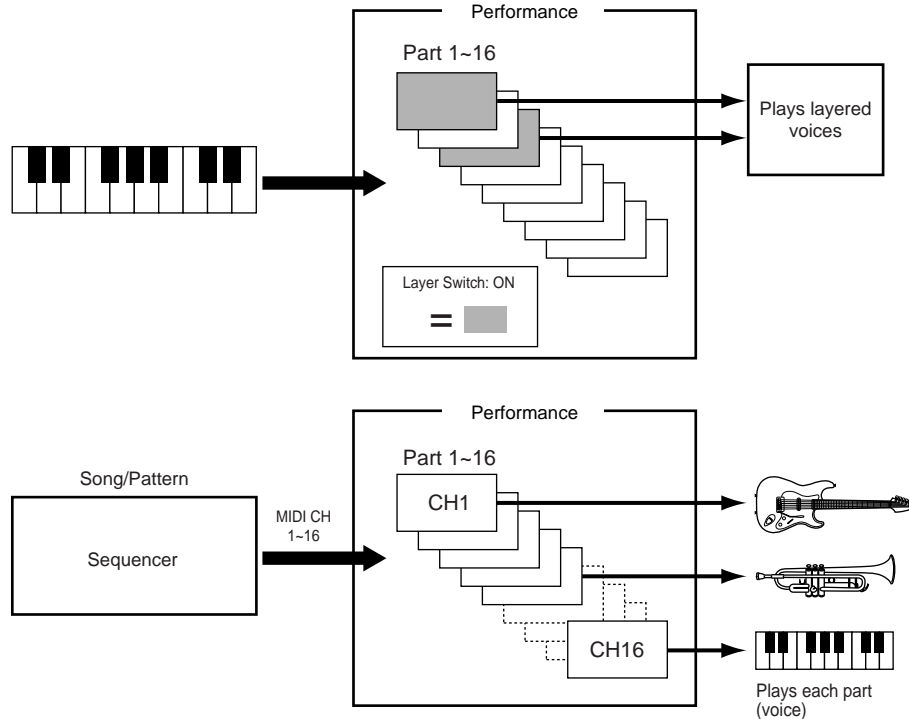 Performance
Part 1~16
Plays layered
voices
Layer Switch: ON
=
Performance
Part 1~16
Song/Pattern
Sequencer
MIDI CH
1~16
CH1
CH16
Plays each part
(voice)